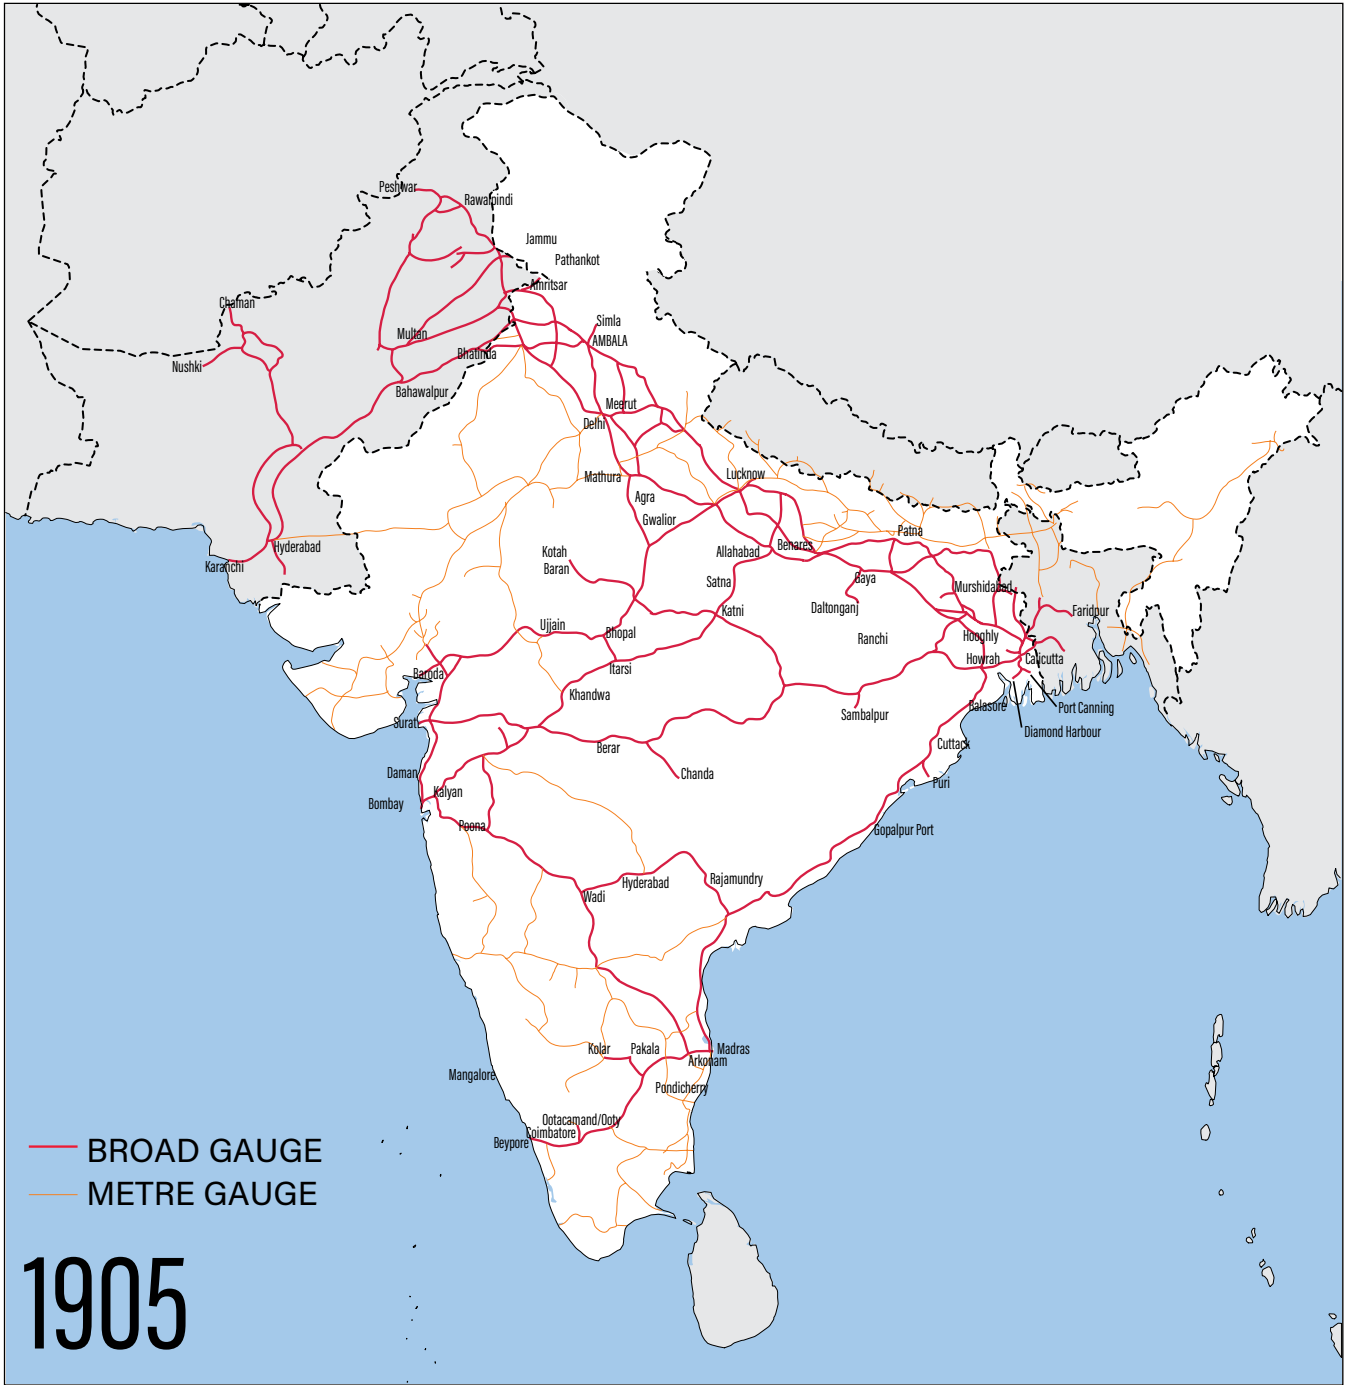 Peshwar
Rawalpindi
Jammu
Pathankot
Amritsar
Chaman
Simla
Multan
AMBALA
Bhatinda
Nushki
Bahawalpur
Meerut
Delhi
Mathura
Lucknow
Agra
Gwalior
Patna
Hyderabad
Kotah
Allahabad
Benares
Karanchi
Baran
Gaya
Satna
Murshidabad
Daltonganj
Katni
Faridpur
Ujjain
Bhopal
Ranchi
Hooghly
Baroda
Itarsi
Howrah
Calicutta
Khandwa
Surat
Sambalpur
Balasore
Port Canning
Diamond Harbour
Berar
Cuttack
Daman
Chanda
Puri
Bombay
Kalyan
Poona
Gopalpur Port
Hyderabad
Rajamundry
Wadi
Kolar
Pakala
Madras
Arkonam
Mangalore
Pondicherry
Ootacamand/Ooty
Coimbatore
Beypore
BROAD GAUGE
METRE GAUGE
1905